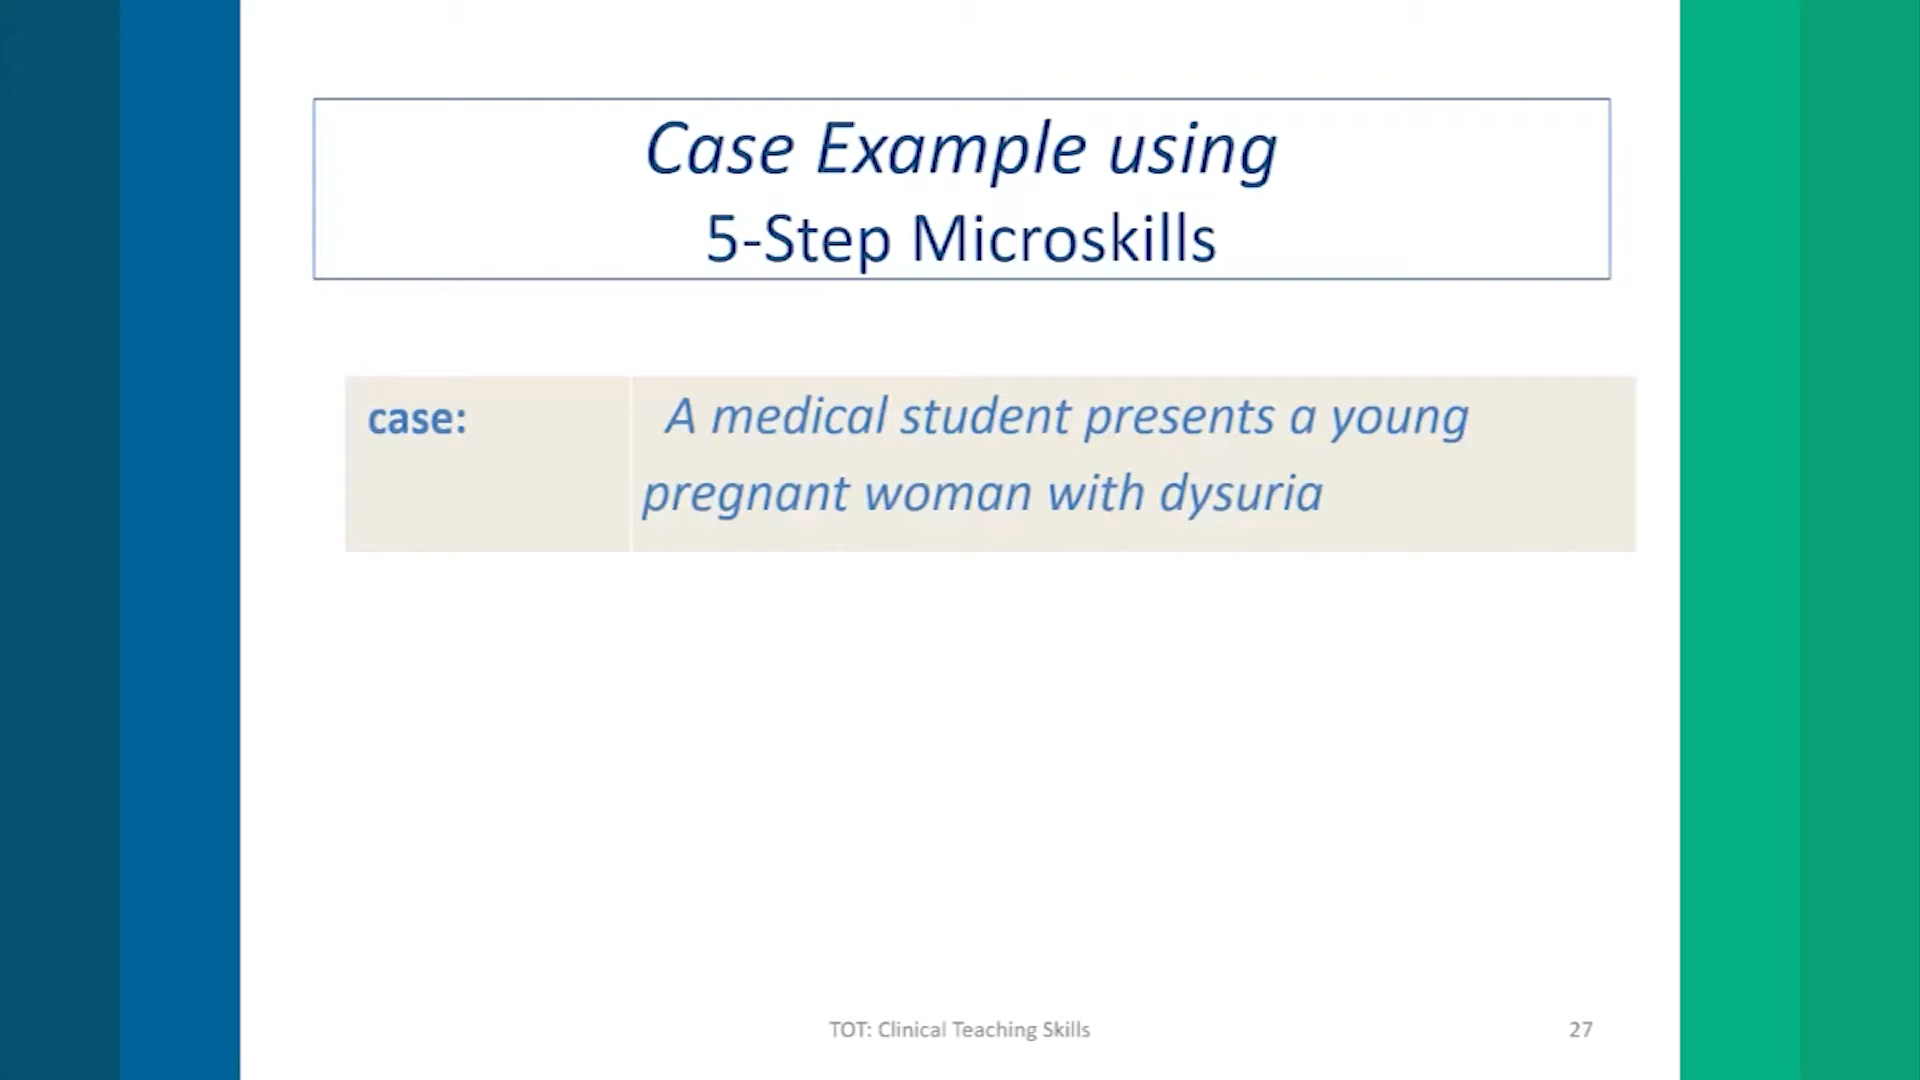 Case Example using
5-Step Microskills
case:
A medical student presents a young
pregnant woman with dysuria
TOT: Clinical Teaching Skills
27